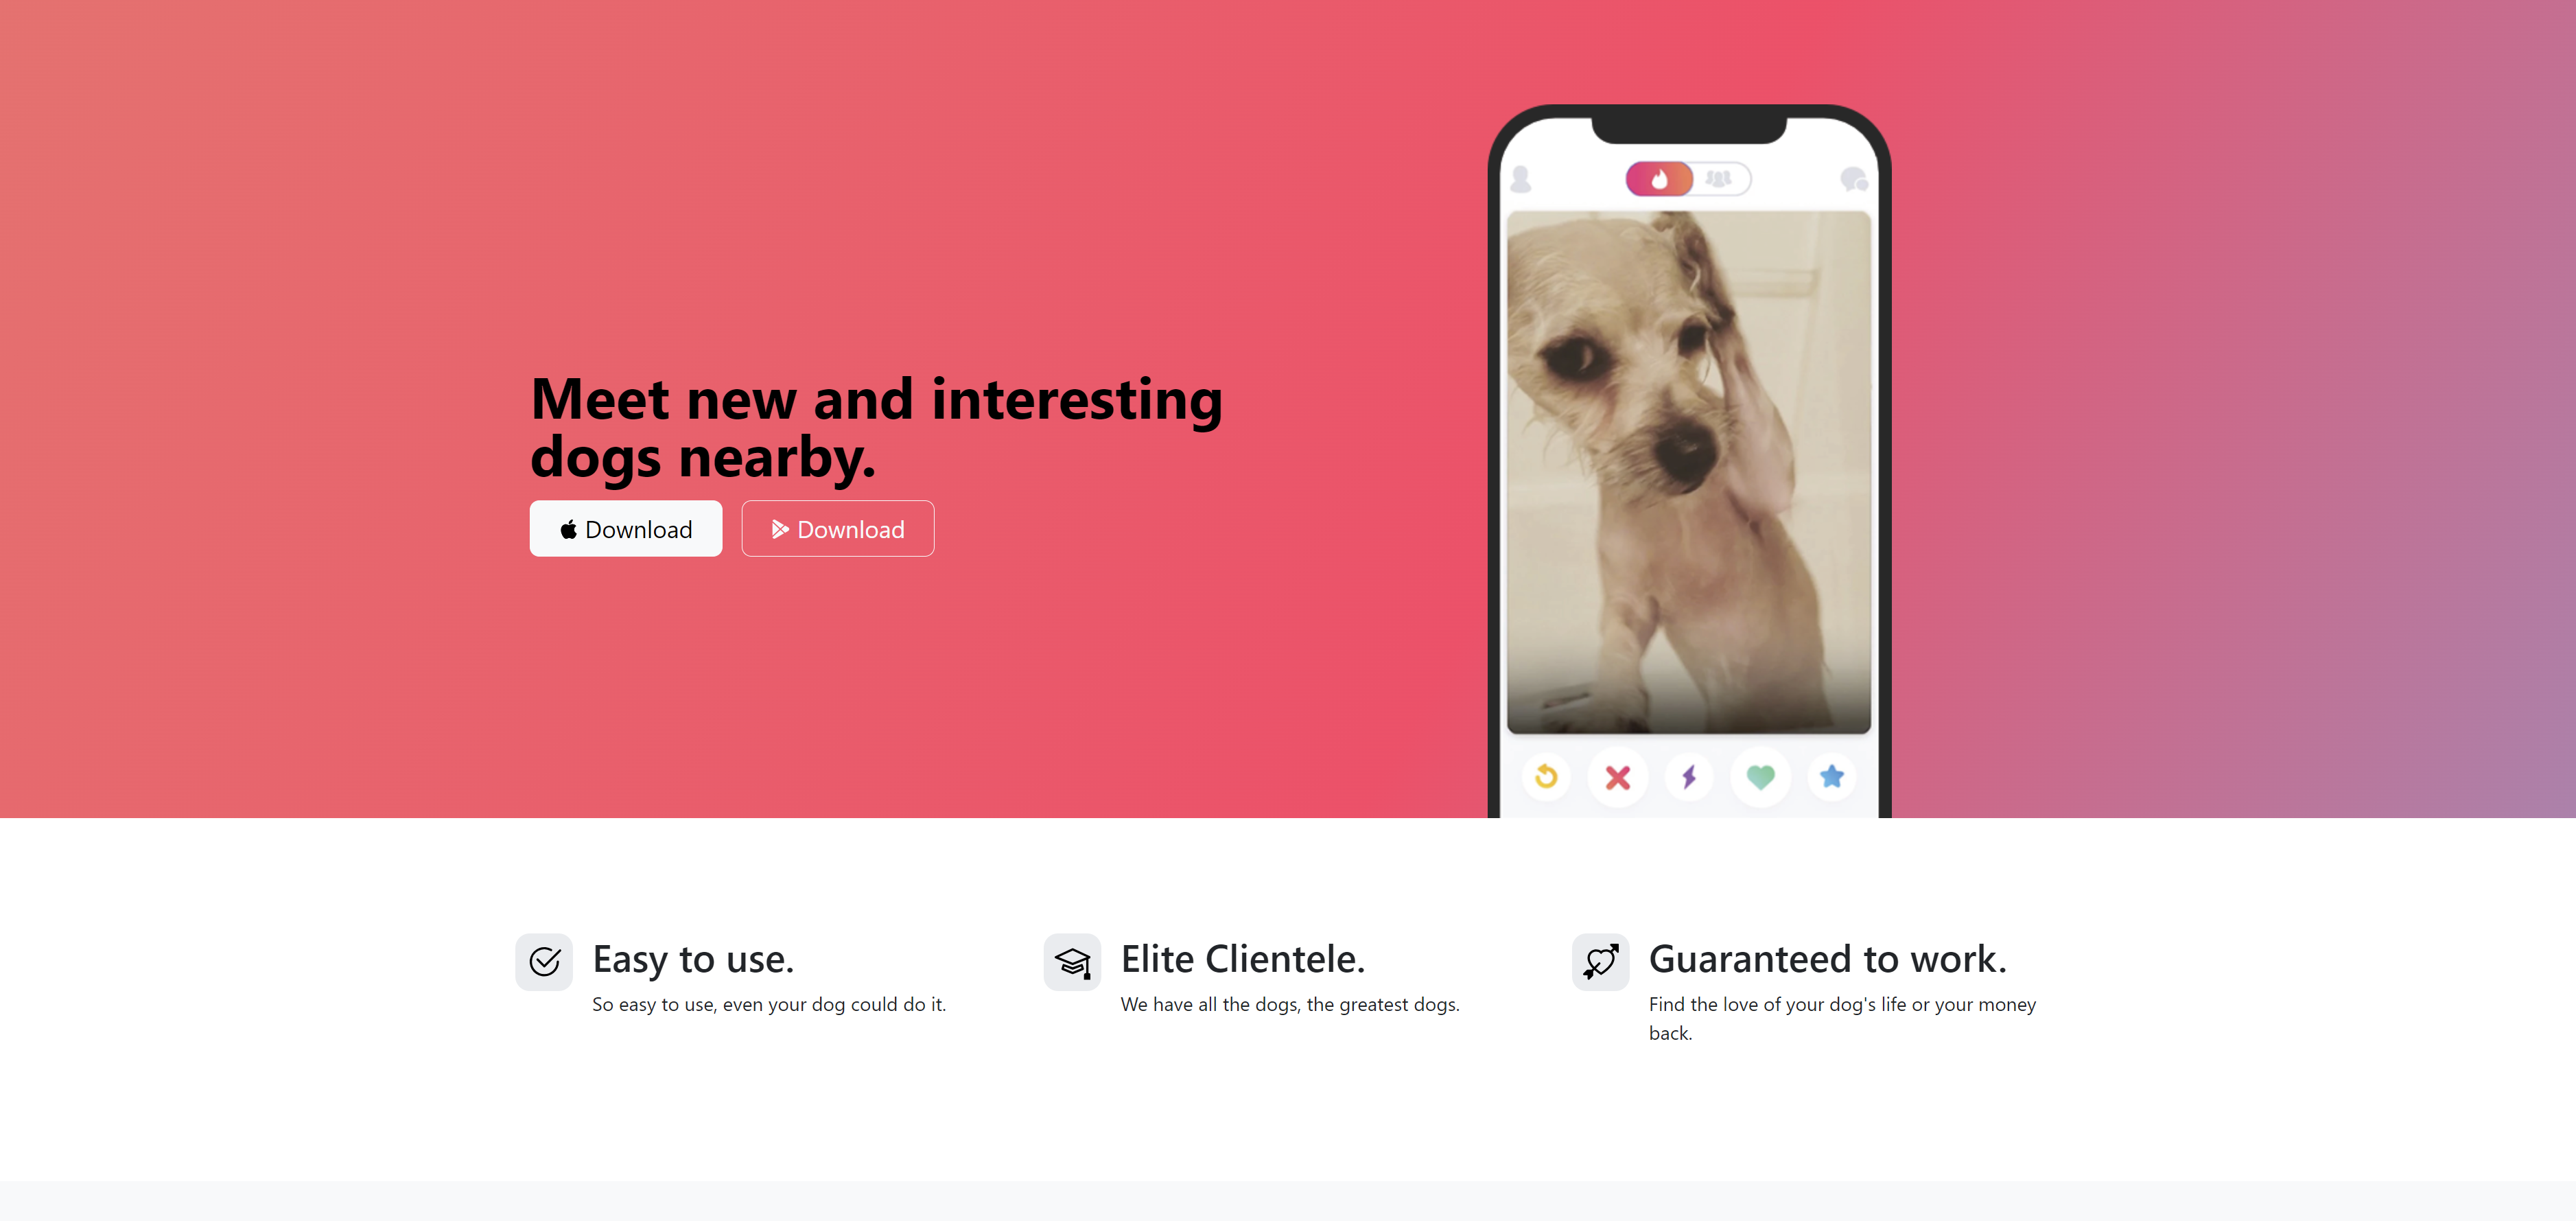 Meet new and interesting
dogs nearby.
Download
Download
Easy to use.
So easy to use, even your dog could do it.
Elite Clientele.
We have all the dogs, the greatest dogs.
Guaranteed to work.
Find the love of your dog's life or your money
back.